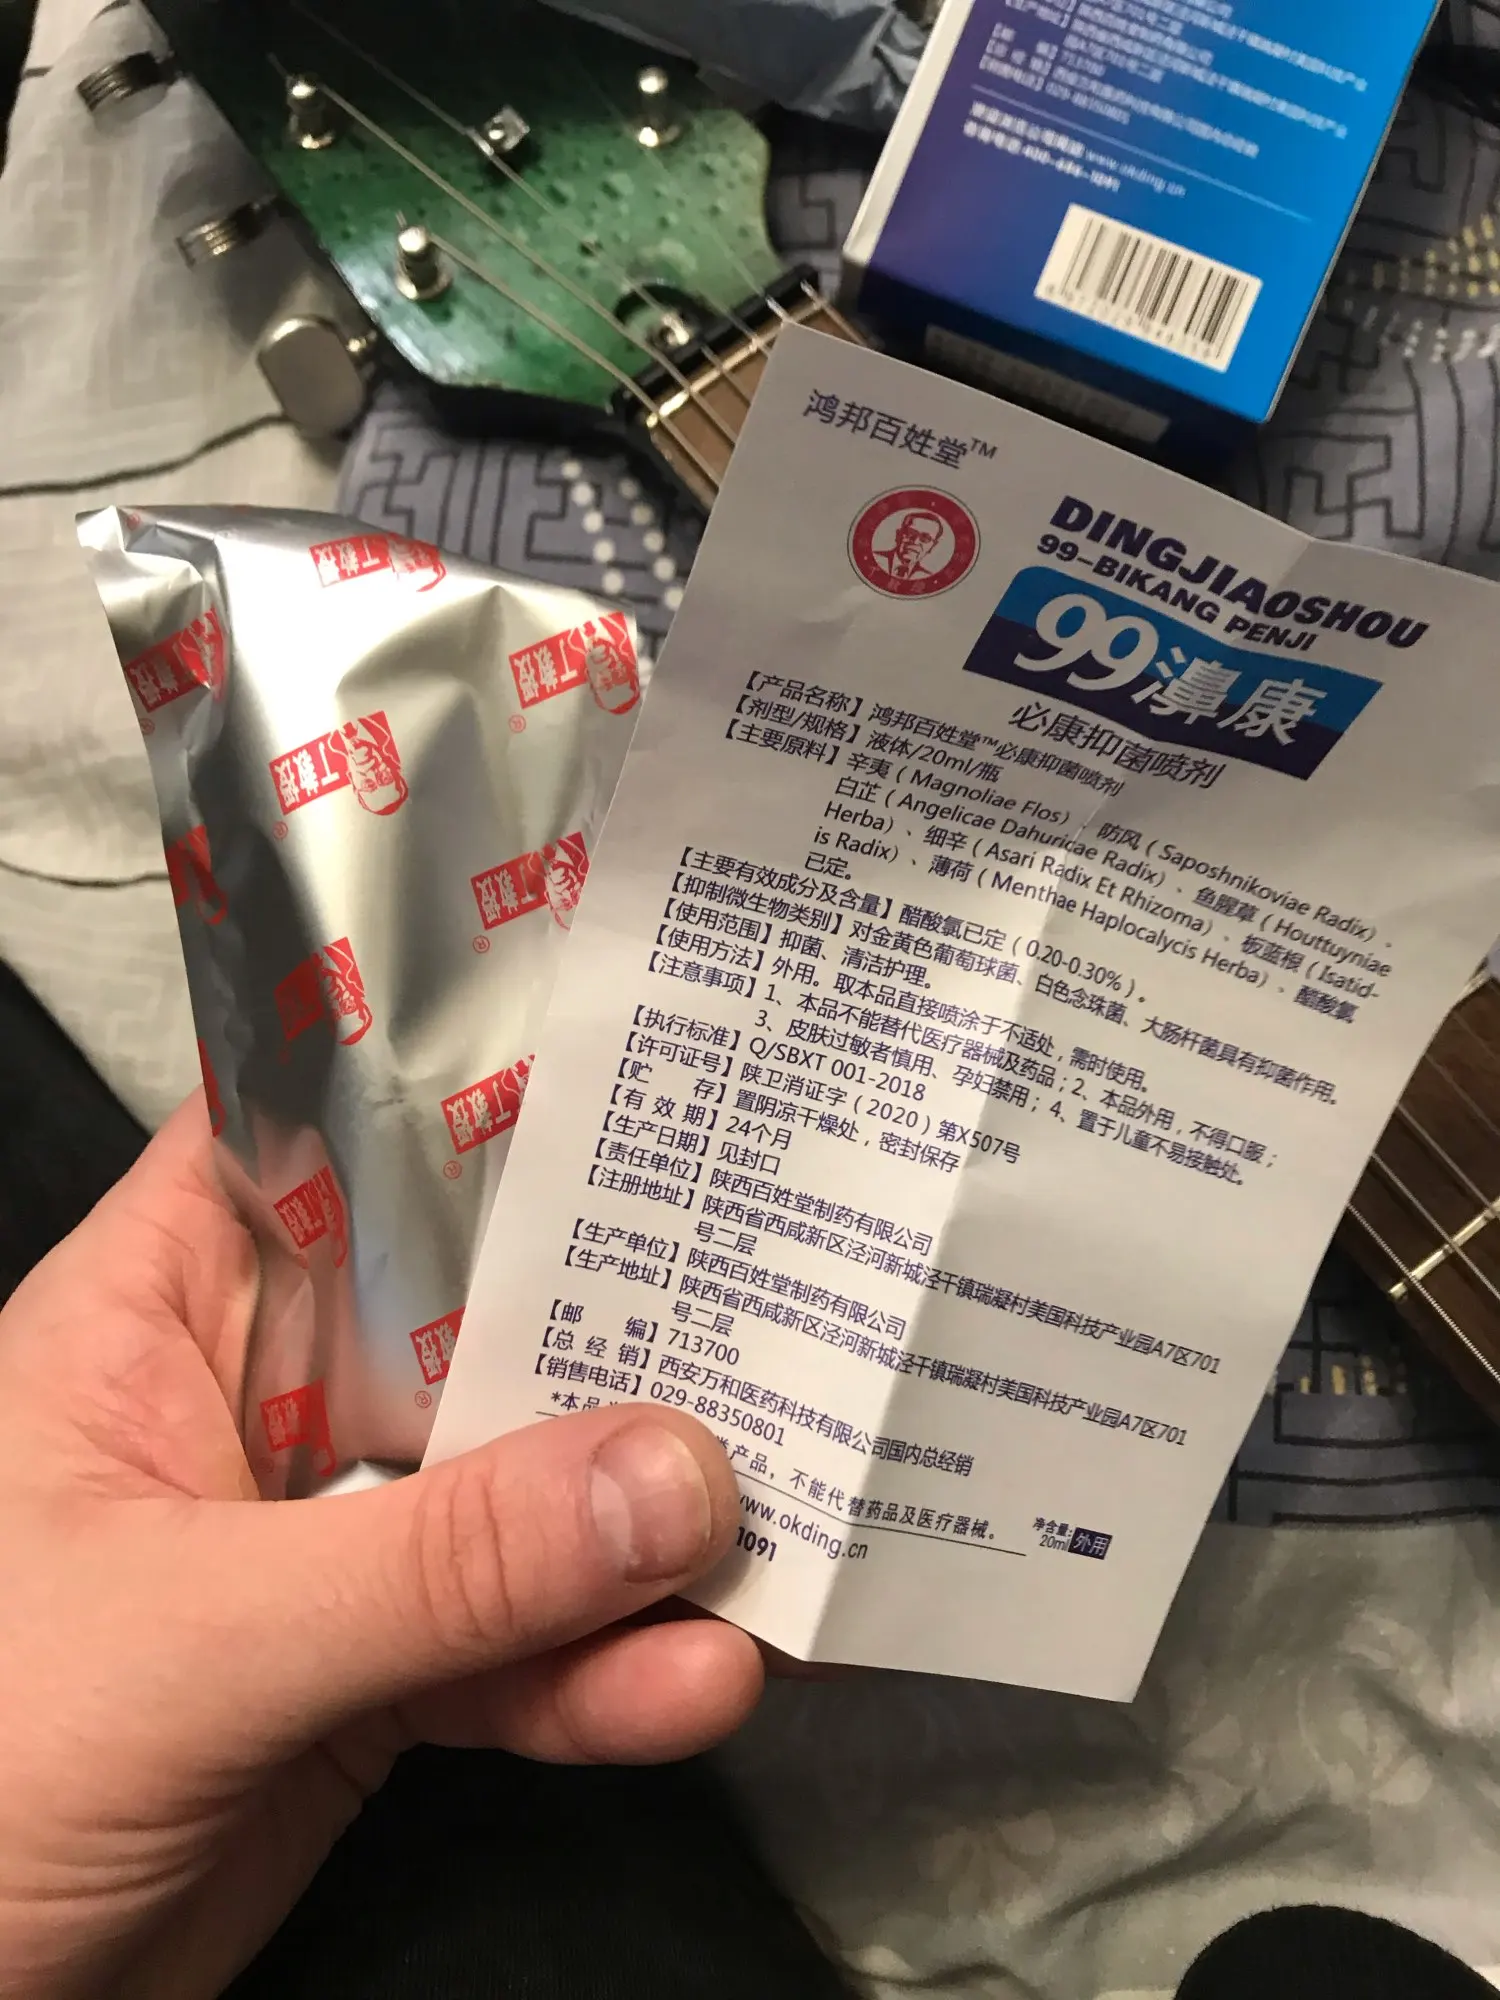 鸿邦百姓堂™
DINGJIAOSHOU
99-BIKANG PENJI
99濞康
必康抑菌喷剂
【产品名称】鸿邦百姓堂™必康抑菌喷剂
【剂型/规格】液体/20ml/瓶
【主要原料】辛夷(Magnoliae Flos)、防风(Saposhnikoviae Radix)、
白芷(Angelicae Dahuricae Radix)、鱼腥草(Houttuyniae
Herba)、细辛(Asari Radix Et Rhizoma)、板蓝根(Isatid-
is Radix)、薄荷(Menthae Haplocalycis Herba)、醋酸氯
已定。
【主要有效成分及含量】醋酸氯已定(0.20-0.30%)。
【抑制微生物类别】对金黄色葡萄球菌、白色念珠菌、大肠杆菌具有抑菌作用。
【使用范围】抑菌、清洁护理。
【使用方法】外用。取本品直接喷涂于不适处,需时使用。
【注意事项】1、本品不能替代医疗器械及药品;2、本品外用,不得口服;
3、皮肤过敏者慎用、孕妇禁用;4、置于儿童不易接触处。
【执行标准】Q/SBXT 001-2018
【许可证号】陕卫消证字(2020)第X507号
【贮 存】置阴凉干燥处,密封保存
【有 效 期】24个月
【生产日期】见封口
【责任单位】陕西百姓堂制药有限公司
【注册地址】陕西省西咸新区泾河新城泾干镇瑞凝村美国科技产业园A7区701
号二层
【生产单位】陕西百姓堂制药有限公司
【生产地址】陕西省西咸新区泾河新城泾干镇瑞凝村美国科技产业园A7区701
号二层
【邮 编】713700
【总 经 销】西安万和医药科技有限公司国内总经销
【销售电话】029-88350801
*本品 类产品,不能代替药品及医疗器械。
www.okding.cn
1091
净含量:
20ml 外用
丁教授
www.okding.cn
400-686-1091